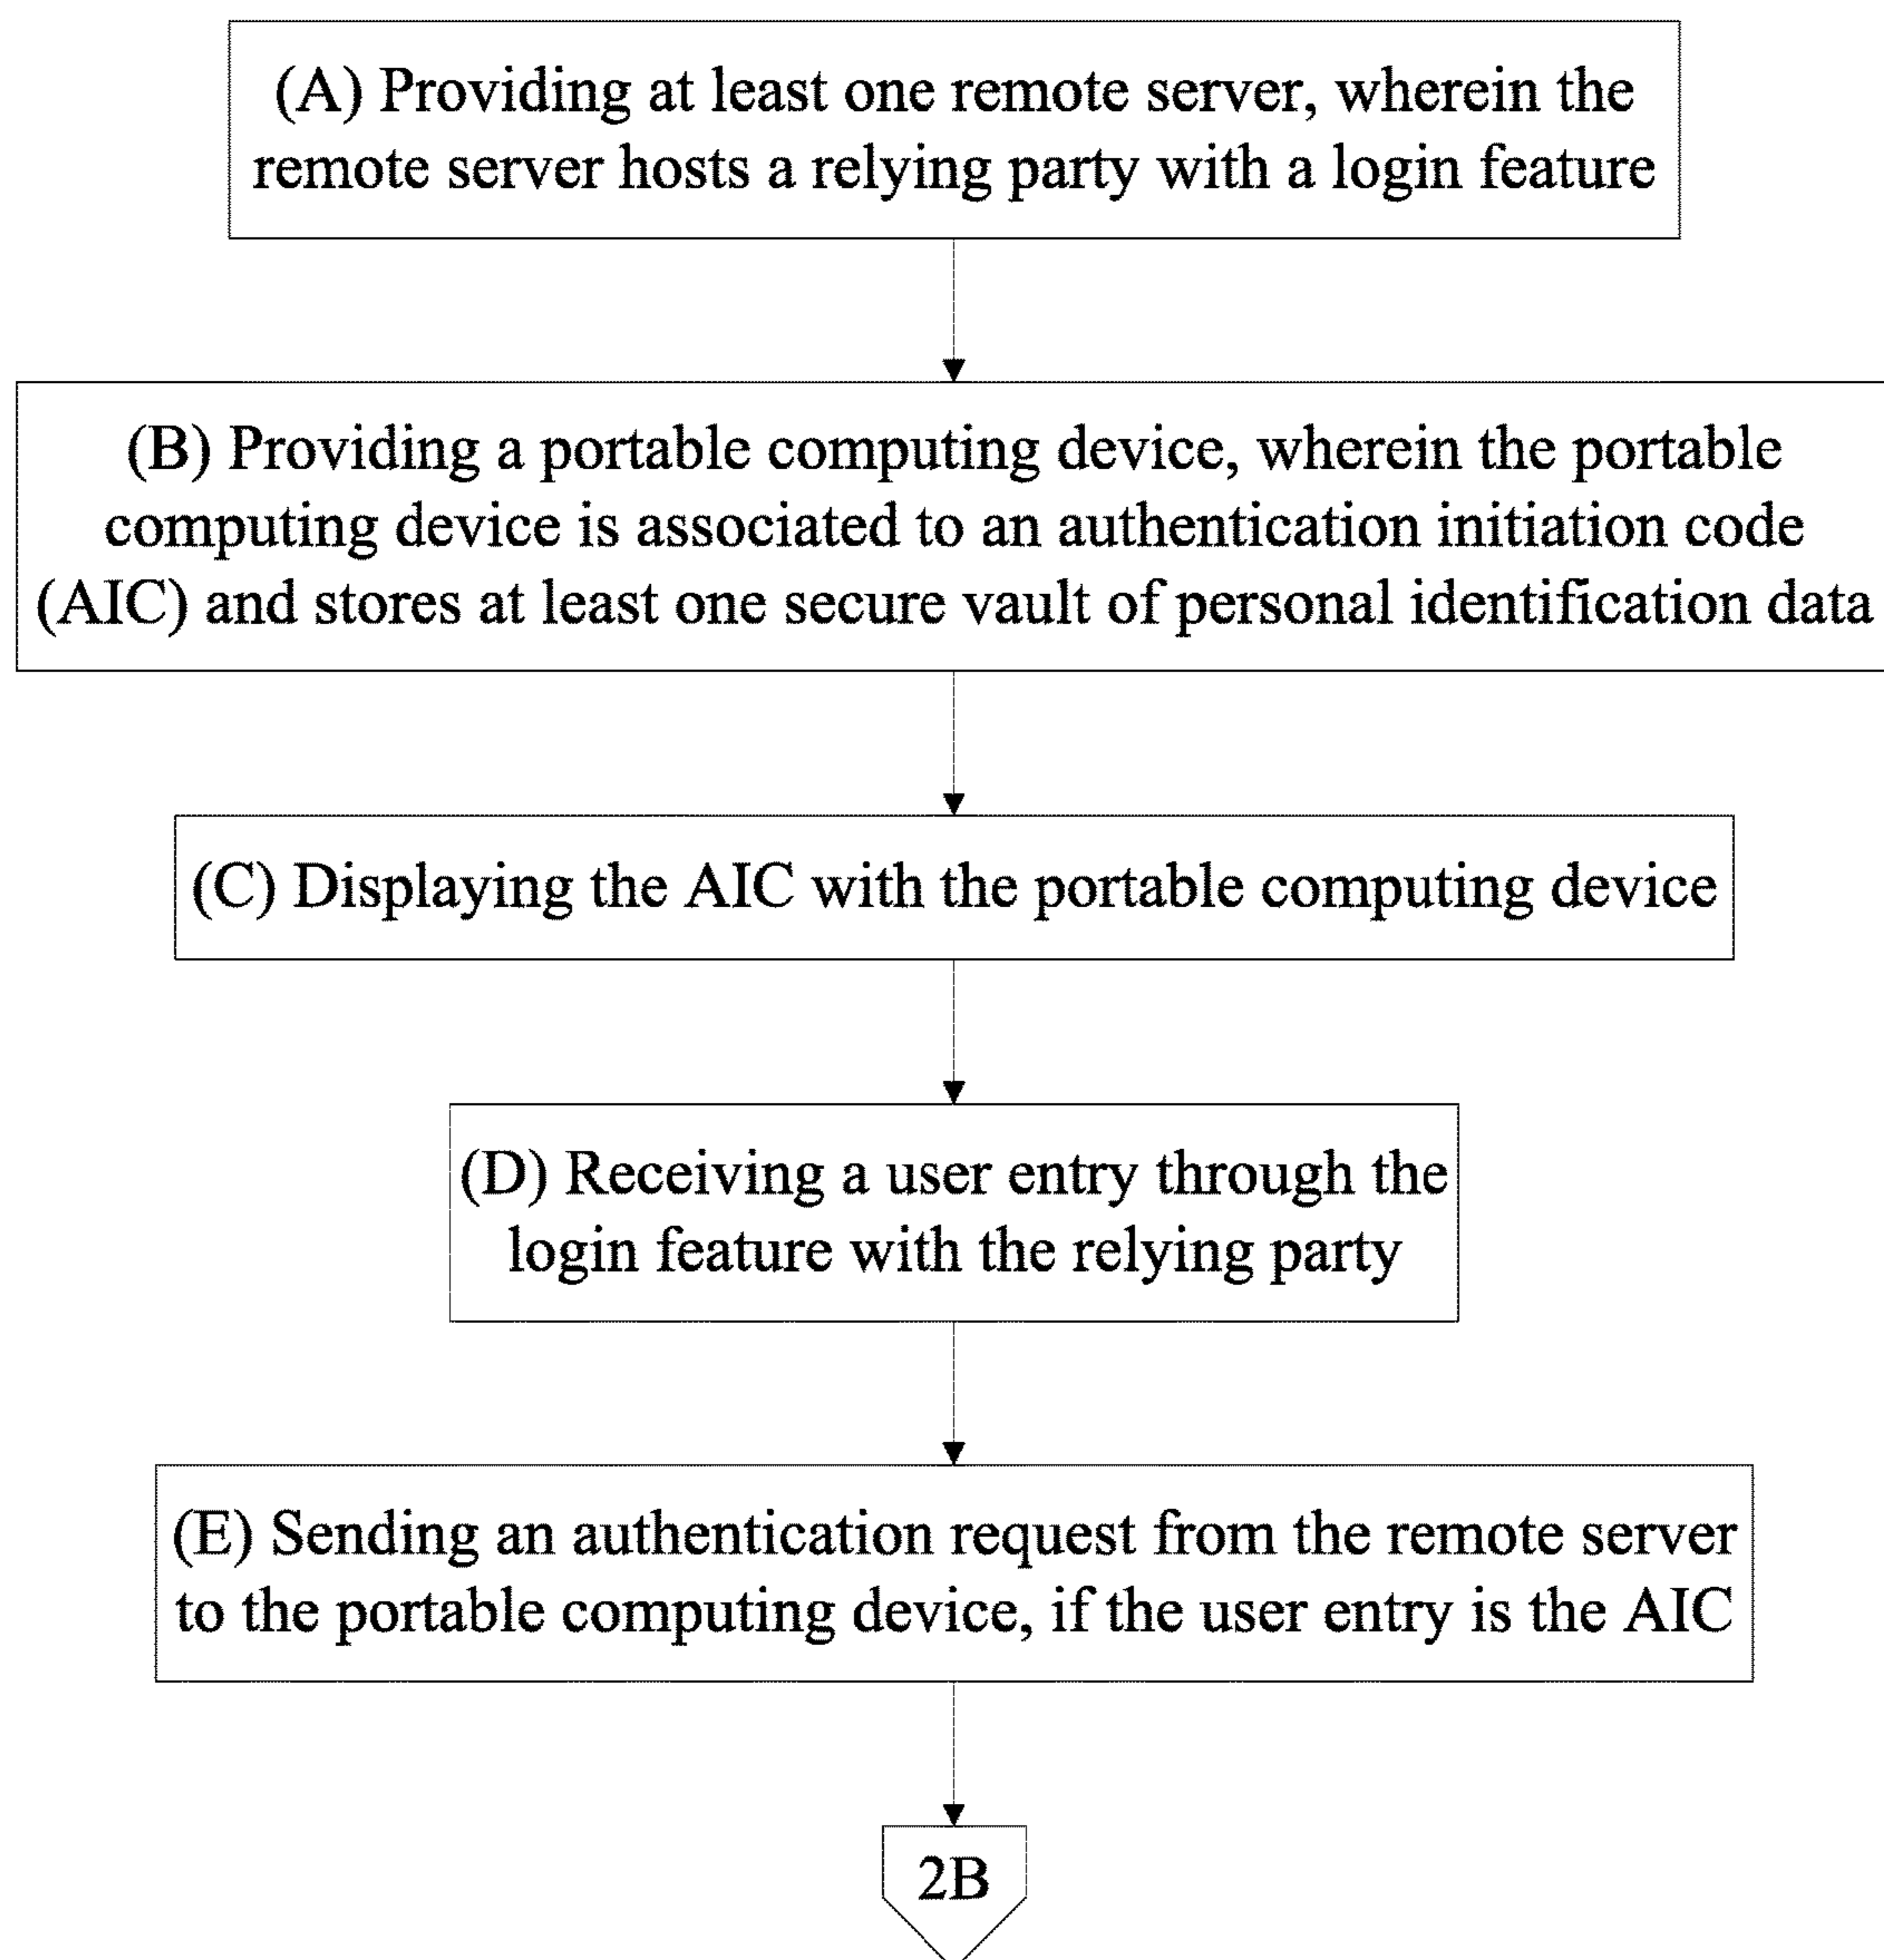 (A) Providing at least one remote server, wherein the
remote server hosts a relying party with a login feature
(B) Providing a portable computing device, wherein the portable
computing device is associated to an authentication initiation code
(AIC) and stores at least one secure vault of personal identification data
(C) Displaying the AIC with the portable computing device
(D) Receiving a user entry through the
login feature with the relying party
(E) Sending an authentication request from the remote server
to the portable computing device, if the user entry is the AIC
2B